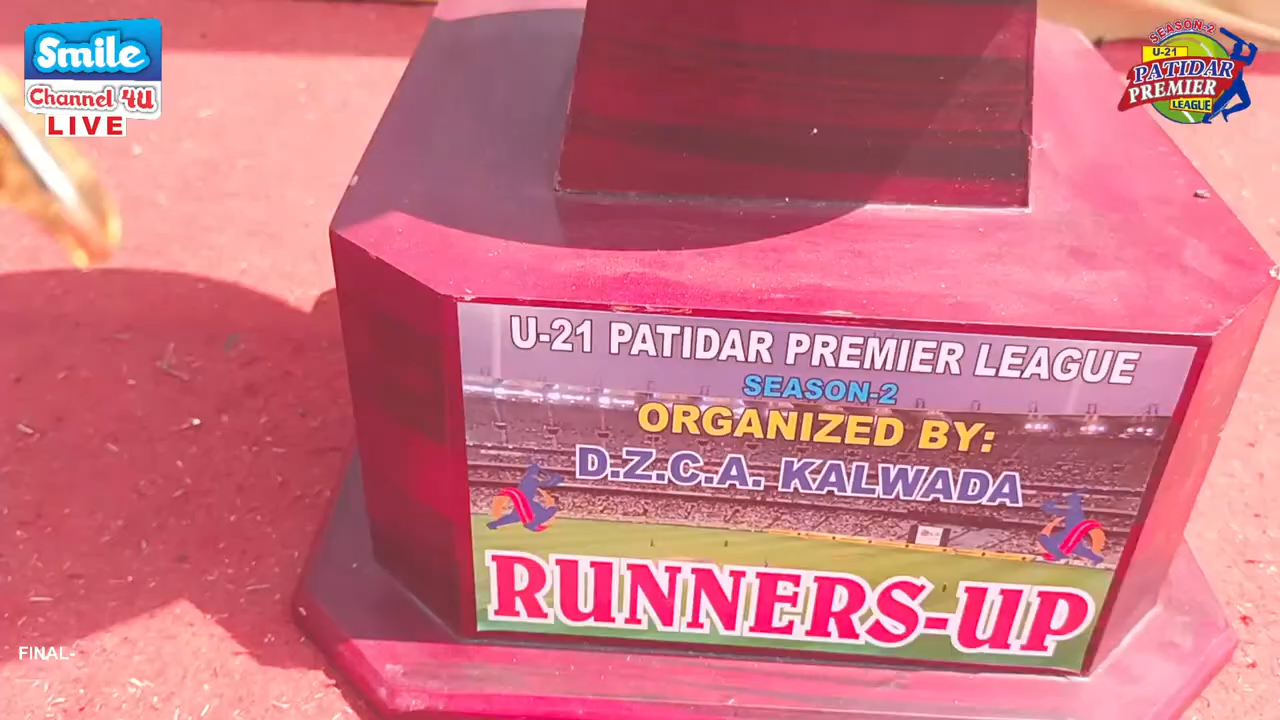 Smile
Channel 4U
LIVE
SEASON-2
U-21
PATIDAR
PREMIER
LEAGUE
U-21 PATIDAR PREMIER LEAGUE
SEASON-2
ORGANIZED BY:
D.Z.C.A. KALWADA
RUNNERS-UP
FINAL-